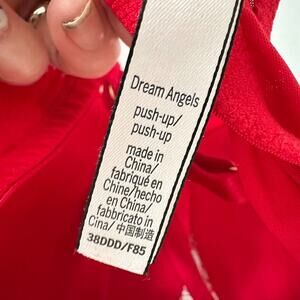 Dream Angels
push-up/
push-up
made in
China/
fabriqué en
Chine/hecho
en China/
fabbricato in
Cina/ 中国制造
38DDD/F85